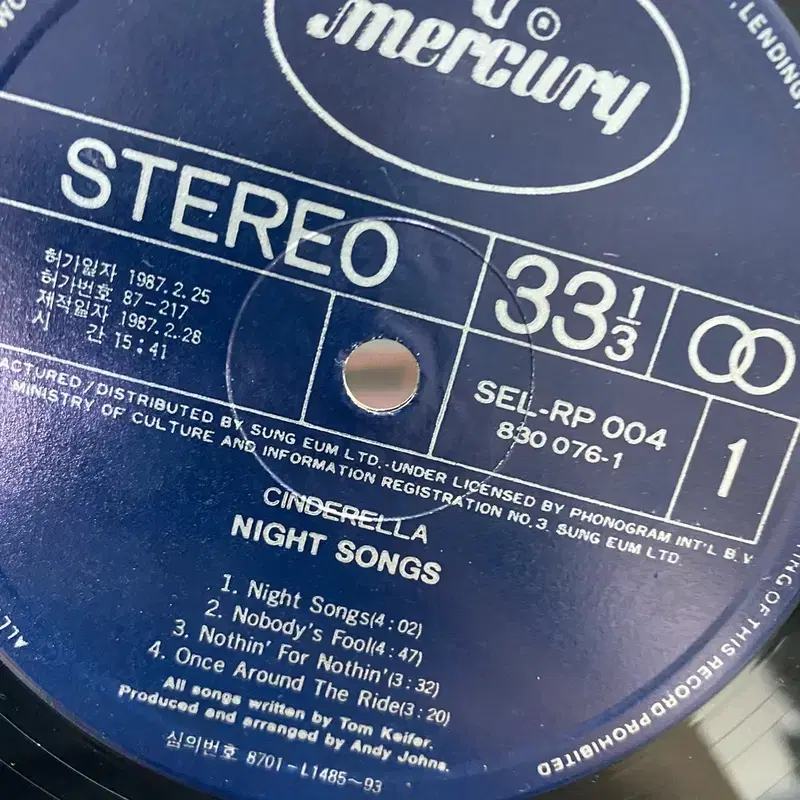 mercury
STEREO
33 1/3
허가일자 1987.2.25
허가번호 87-217
제작일자 1987.2.28
시 간 15:41
SEL-RP 004
830 076-1
1
ACTURED/DISTRIBUTED BY SUNG EUM LTD.-UNDER LICENSED BY PHONOGRAM INT'L B.V
MINISTRY OF CULTURE AND INFORMATION REGISTRATION NO.3. SUNG EUM LTD.
CINDERELLA
NIGHT SONGS
1. Night Songs(4:02)
2. Nobody's Fool(4:47)
3. Nothin' For Nothin'(3:32)
4. Once Around The Ride(3:20)
All songs written by Tom Keifer.
Produced and arranged by Andy Johns.
심의번호 8701-L1485~93
, LENDING,
ING OF THIS RECORD PROHIBITED
ALL